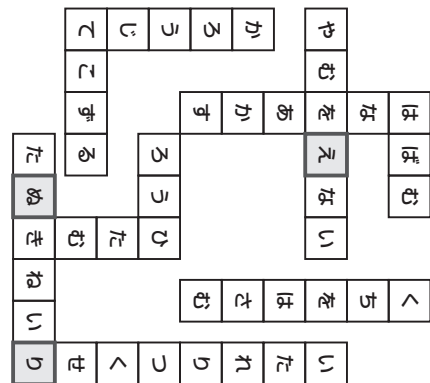 はばむ
はなをあかす
くちをはさむ
やむをえない
いたれりつくせり
かろうじて
ろうひ
ひたむき
てこずる
たぬきねいり